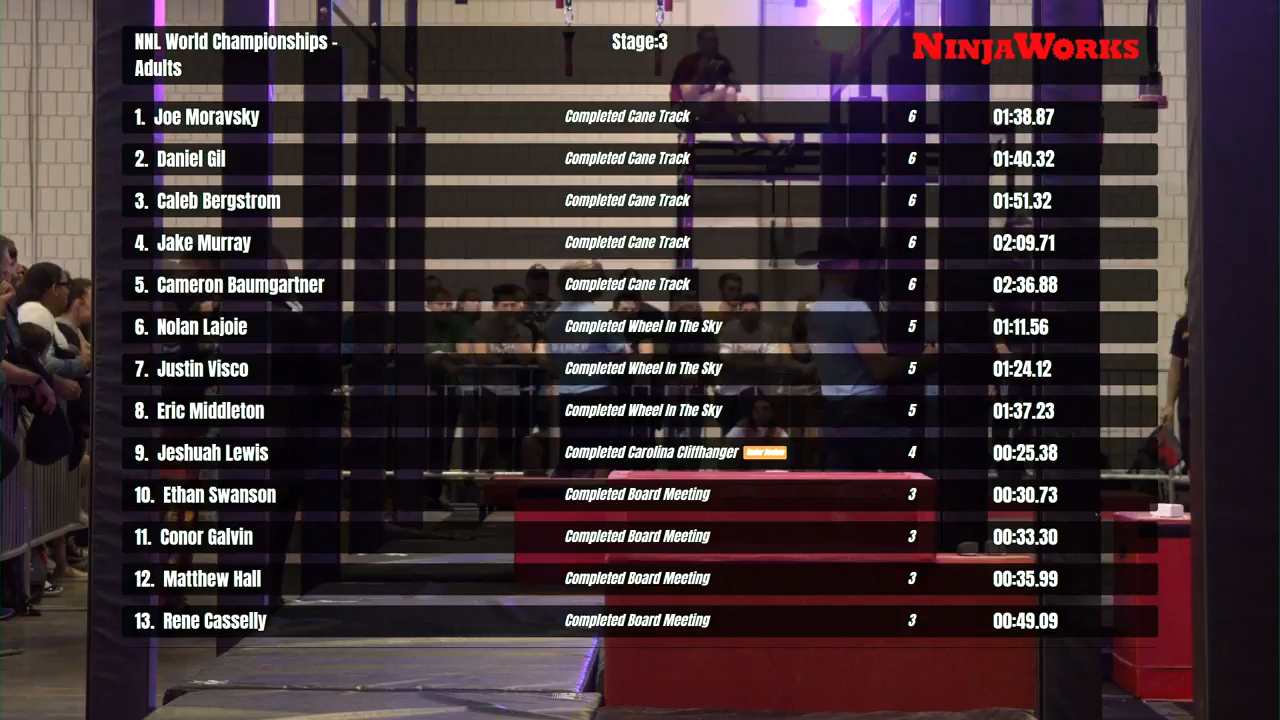 NNL World Championships -
Adults
Stage:3
NINJAWORKS
1. Joe Moravsky Completed Cane Track 6 01:38.87
2. Daniel Gil Completed Cane Track 6 01:40.32
3. Caleb Bergstrom Completed Cane Track 6 01:51.32
4. Jake Murray Completed Cane Track 6 02:09.71
5. Cameron Baumgartner Completed Cane Track 6 02:36.88
6. Nolan Lajoie Completed Wheel In The Sky 5 01:11.56
7. Justin Visco Completed Wheel In The Sky 5 01:24.12
8. Eric Middleton Completed Wheel In The Sky 5 01:37.23
9. Jeshuah Lewis Completed Carolina Cliffhanger Under Review 4 00:25.38
10. Ethan Swanson Completed Board Meeting 3 00:30.73
11. Conor Galvin Completed Board Meeting 3 00:33.30
12. Matthew Hall Completed Board Meeting 3 00:35.99
13. Rene Casselly Completed Board Meeting 3 00:49.09